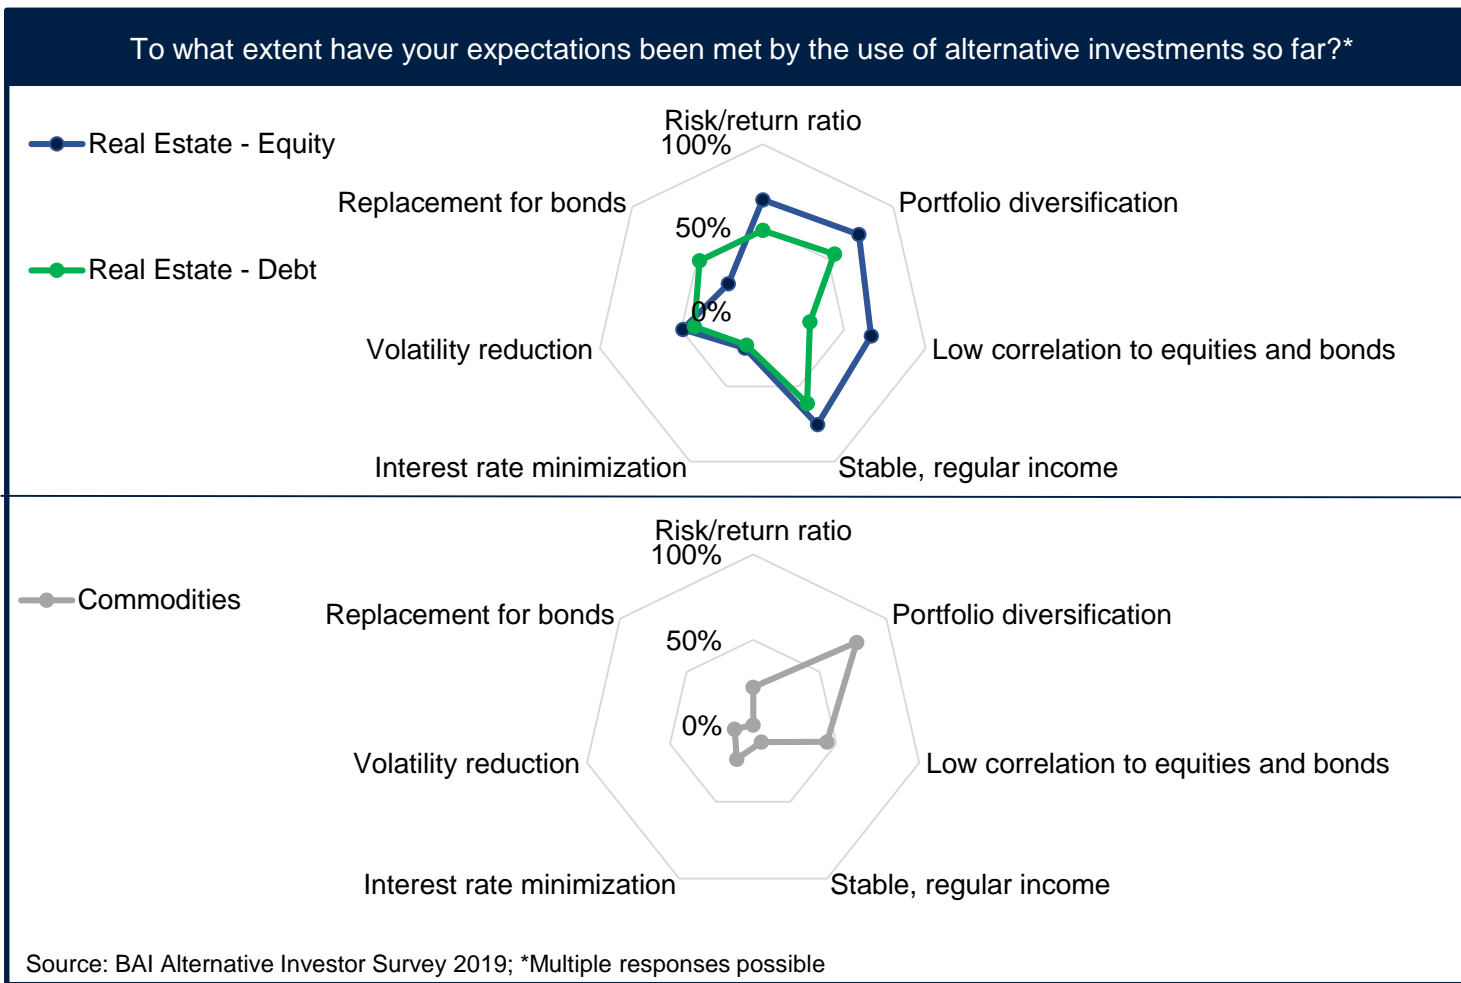 To what extent have your expectations been met by the use of alternative investments so far?*
Real Estate - Equity
Real Estate - Debt
Risk/return ratio
100%
Replacement for bonds
Portfolio diversification
50%
0%
Volatility reduction
Low correlation to equities and bonds
Interest rate minimization
Stable, regular income
Risk/return ratio
100%
Commodities
Replacement for bonds
Portfolio diversification
50%
0%
Volatility reduction
Low correlation to equities and bonds
Interest rate minimization
Stable, regular income
Source: BAI Alternative Investor Survey 2019; *Multiple responses possible